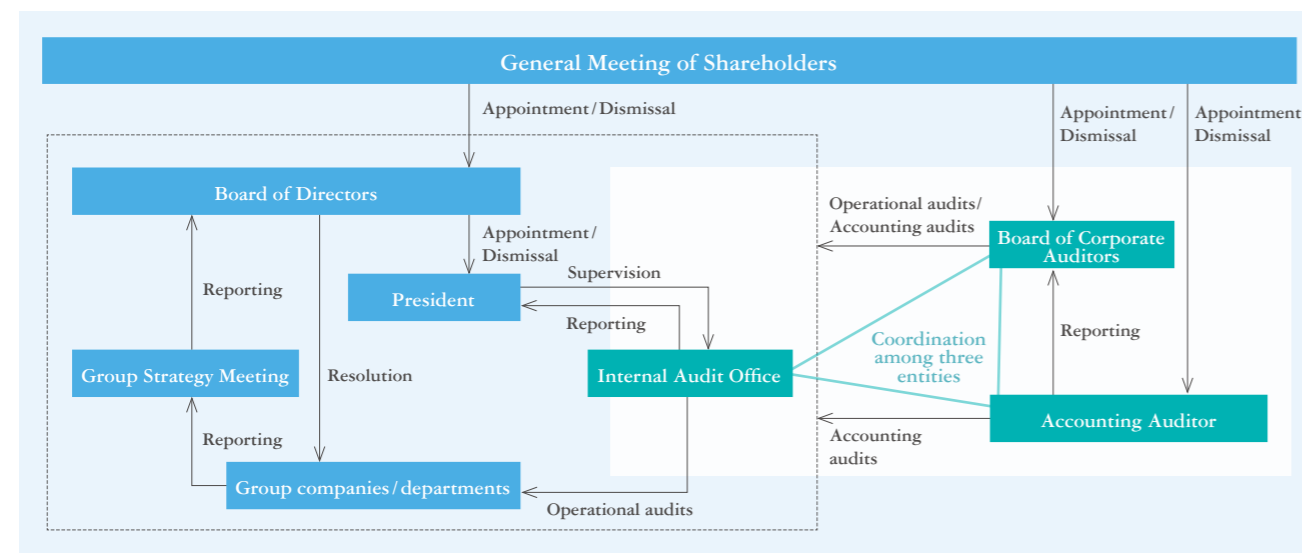 General Meeting of Shareholders
Appointment/Dismissal
Appointment/
Dismissal
Appointment
Dismissal
Board of Directors
Operational audits/
Accounting audits
Board of Corporate
Auditors
Appointment/
Dismissal
Supervision
President
Reporting
Reporting
Reporting
Coordination
among three
entities
Group Strategy Meeting
Resolution
Internal Audit Office
Accounting Auditor
Reporting
Accounting
audits
Group companies/departments
Operational audits